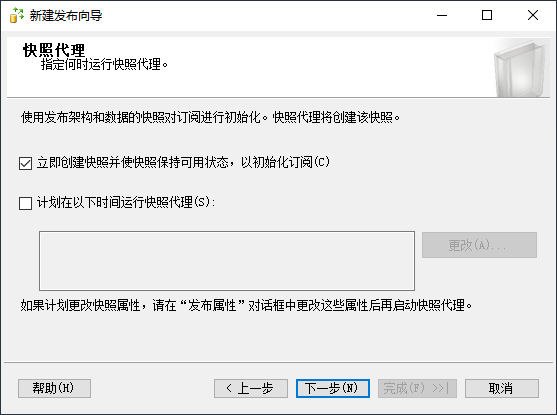 新建发布向导
快照代理
指定何时运行快照代理。
使用发布架构和数据的快照对订阅进行初始化。快照代理将创建该快照。
立即创建快照并使快照保持可用状态，以初始化订阅(C)
计划在以下时间运行快照代理(S):
更改(A)...
如果计划更改快照属性，请在“发布属性”对话框中更改这些属性后再启动快照代理。
帮助(H)
< 上一步
下一步(N)
完成(F) >>|
取消